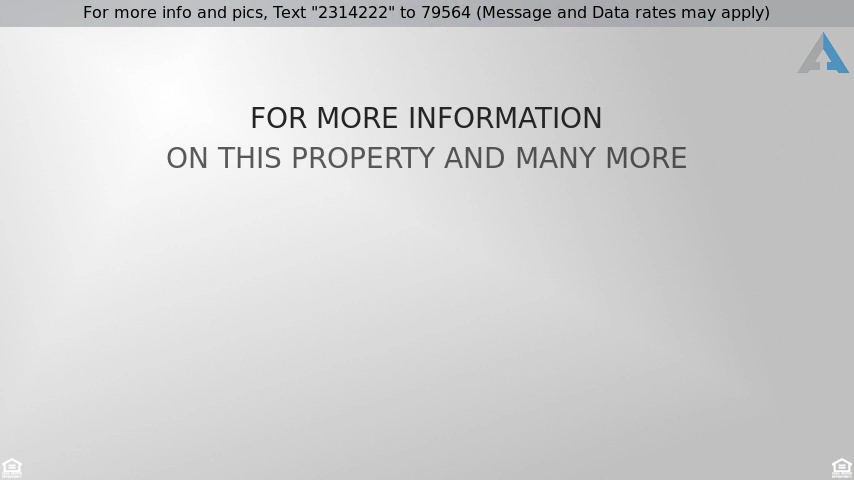 For more info and pics, Text "2314222" to 79564 (Message and Data rates may apply)
FOR MORE INFORMATION
ON THIS PROPERTY AND MANY MORE